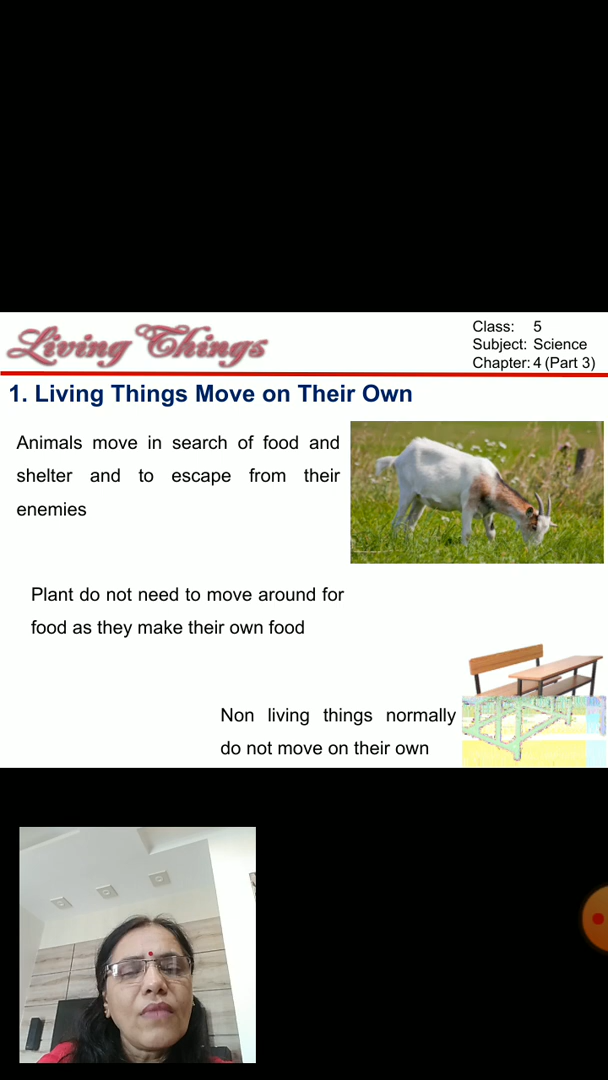 Living Things
Class: 5
Subject: Science
Chapter: 4 (Part 3)
1. Living Things Move on Their Own
Animals move in search of food and
shelter and to escape from their
enemies
Plant do not need to move around for
food as they make their own food
Non living things normally
do not move on their own